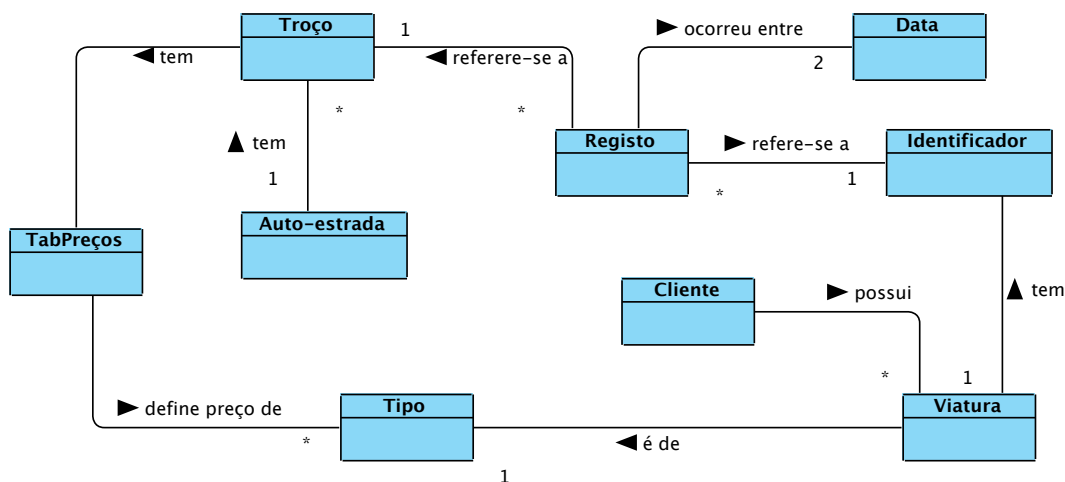 Troço
1
tem
referere-se a
*
*
ocorreu entre
2
Data
Registo
refere-se a
*
1
Identificador
tem
1
Auto-estrada
TabPreços
Cliente
possui
*
tem
1
define preço de
*
Tipo
1
é de
Viatura